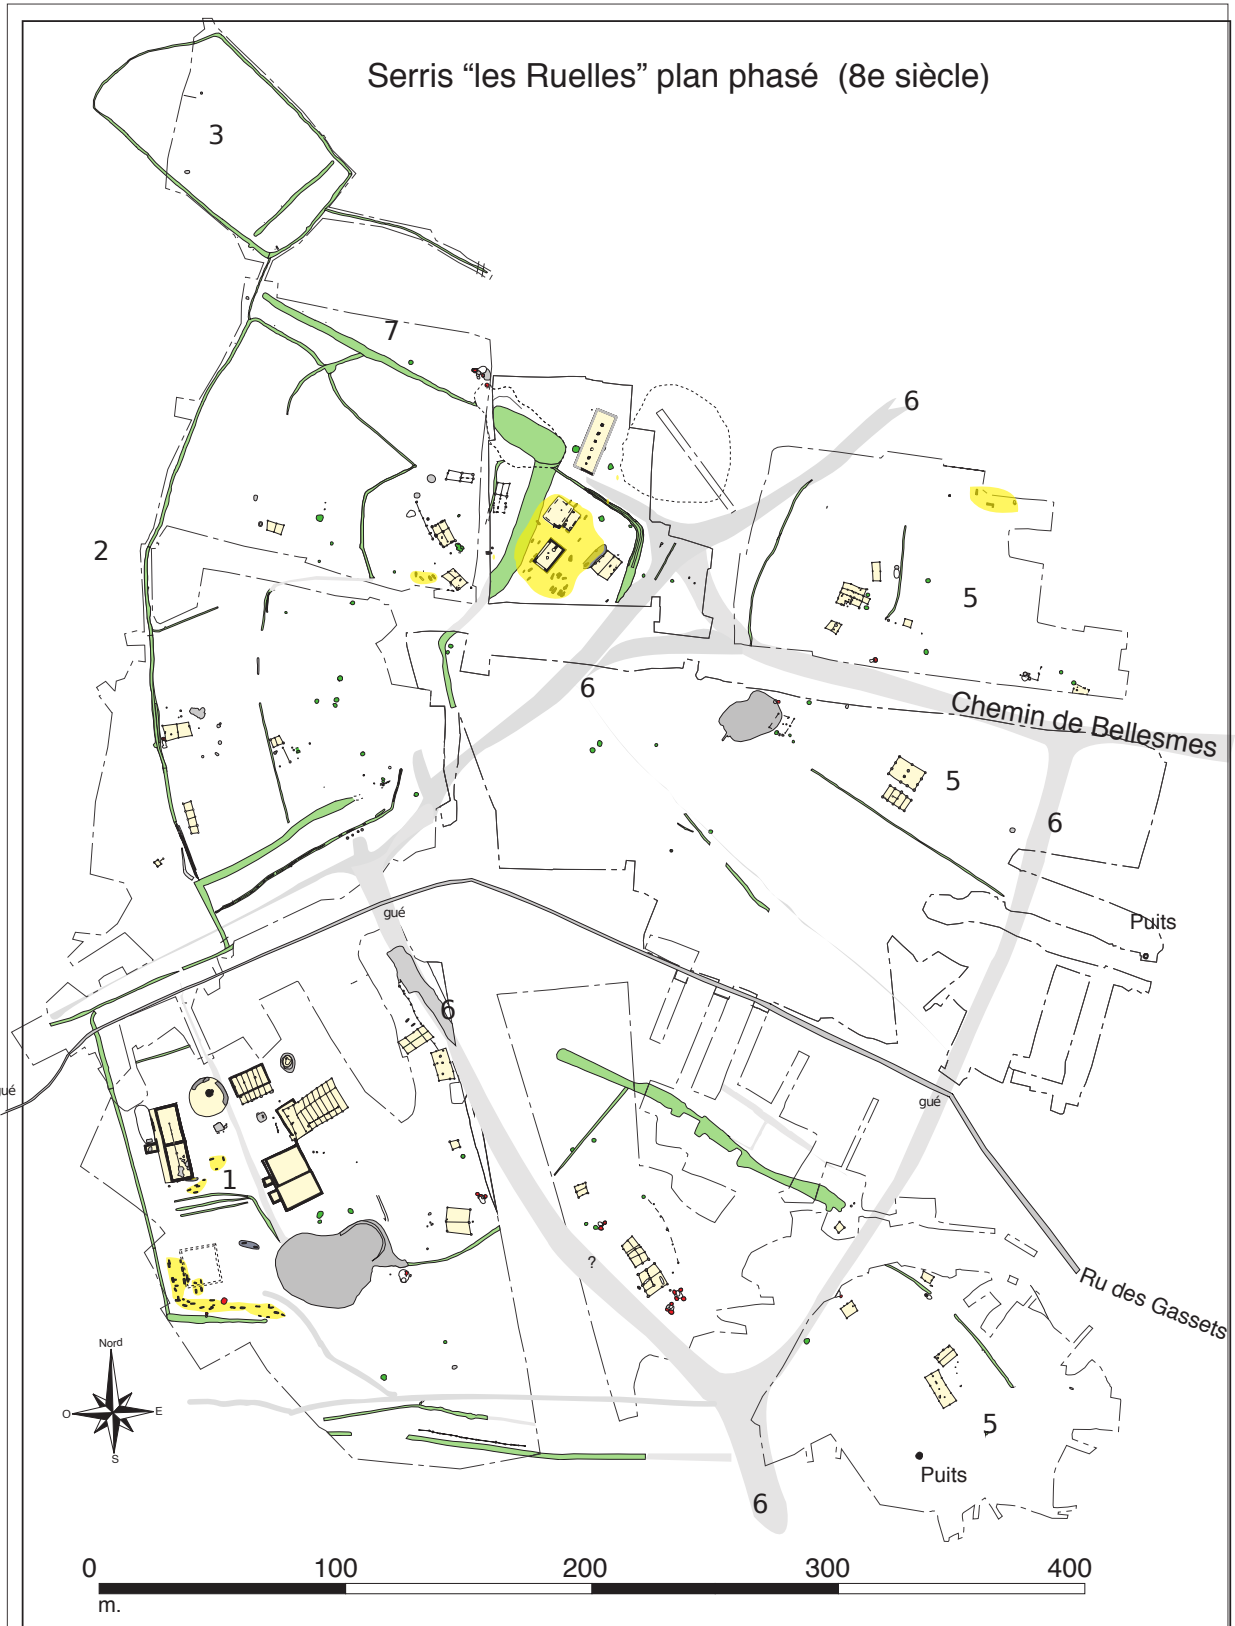 Serris “les Ruelles” plan phasé (8e siècle)
3
7
6
2
5
6
Chemin de Bellesmes
5
6
gué
Puits
6
gué
gué
1
?
Ru des Gassets
Nord
O
E
S
5
Puits
6
0 100 200 300 400
m.